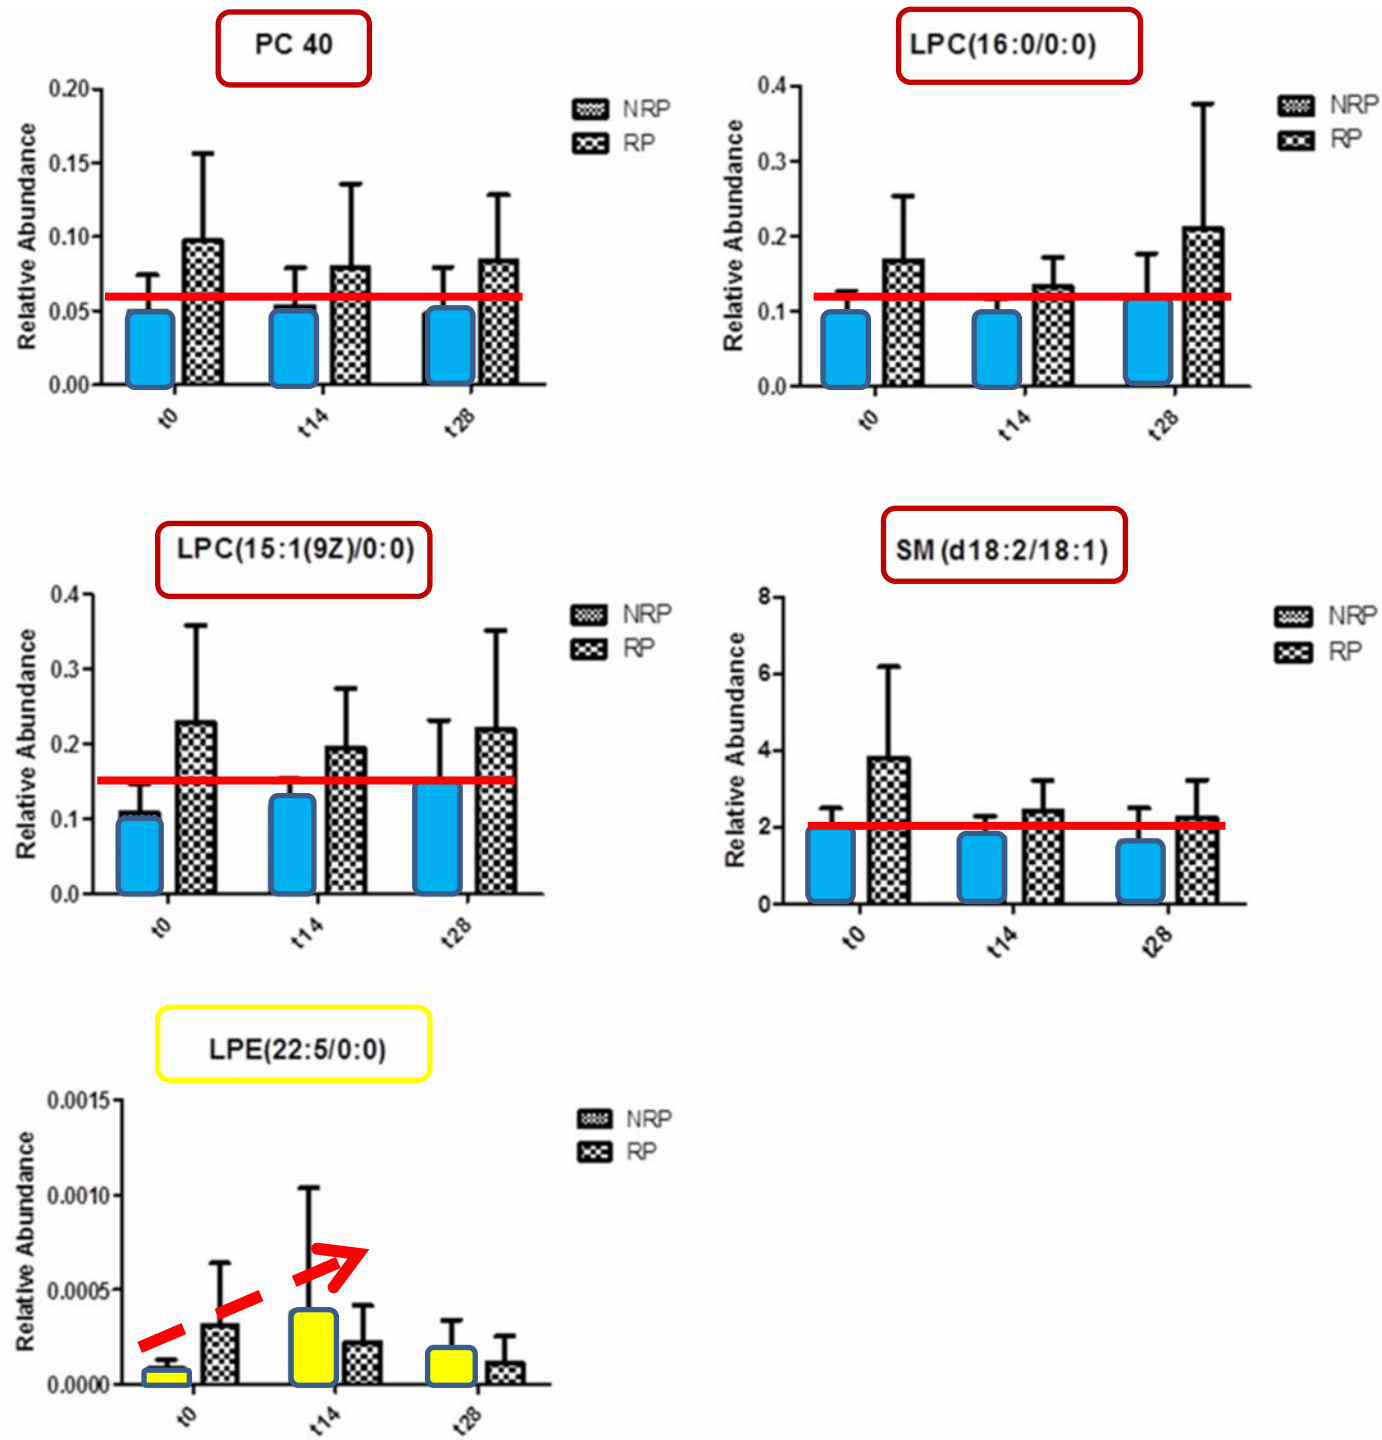 PC 40
0.20
0.15
0.10
0.05
0.00
Relative Abundance
t0
t14
t28
NRP
RP
LPC(16:0/0:0)
0.4
0.3
0.2
0.1
0.0
Relative Abundance
t0
t14
t28
NRP
RP
LPC(15:1(9Z)/0:0)
0.4
0.3
0.2
0.1
0.0
Relative Abundance
t0
t14
t28
NRP
RP
SM (d18:2/18:1)
8
6
4
2
0
Relative Abundance
t0
t14
t28
NRP
RP
LPE(22:5/0:0)
0.0015
0.0010
0.0005
0.0000
Relative Abundance
t0
t14
t28
NRP
RP